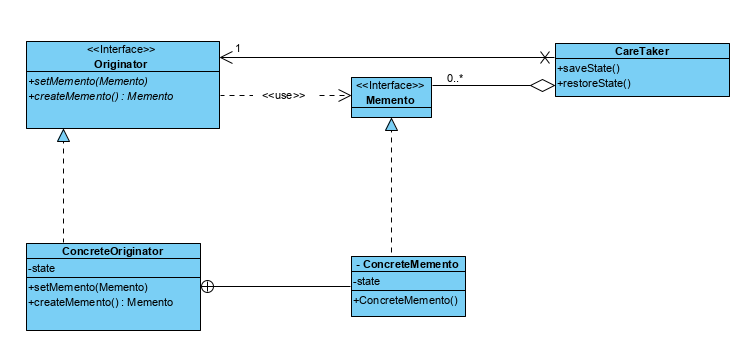 <<Interface>>
Originator
+setMemento(Memento)
+createMemento() : Memento
1
CareTaker
+saveState()
+restoreState()
<<use>>
<<Interface>>
Memento
0..*
ConcreteOriginator
-state
+setMemento(Memento)
+createMemento() : Memento
- ConcreteMemento
-state
+ConcreteMemento()